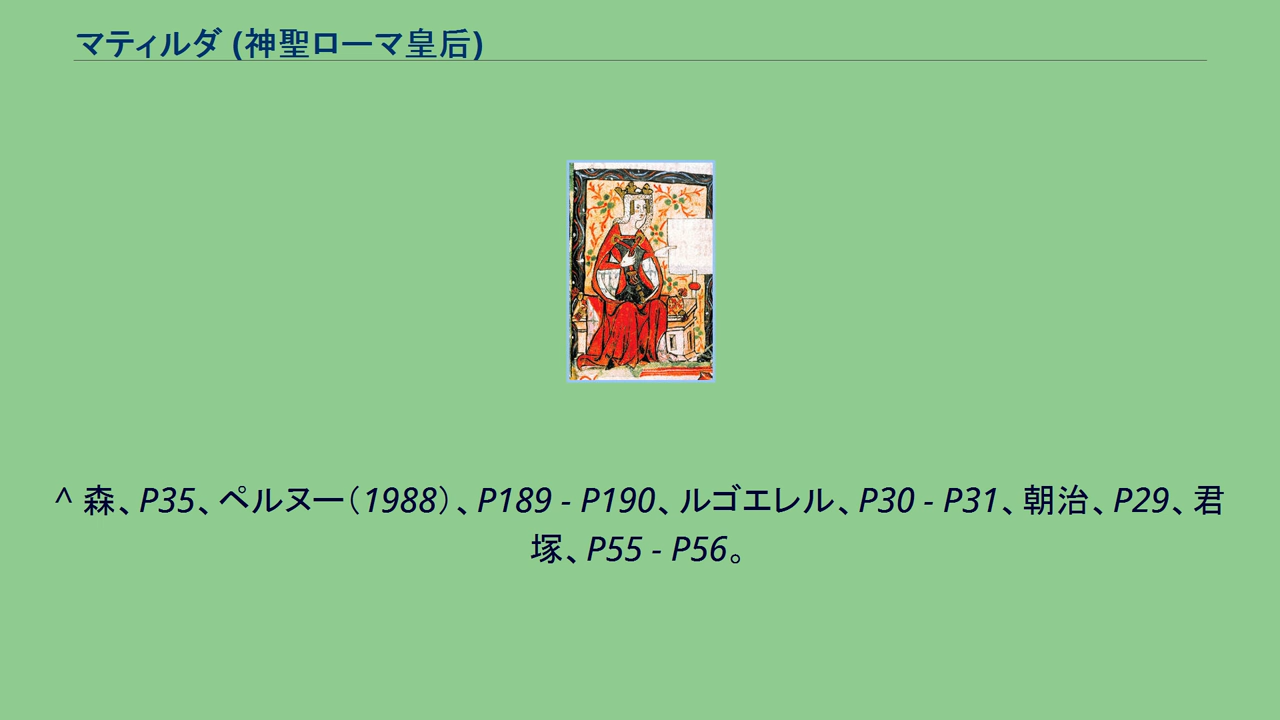 マティルダ (神聖ローマ皇后)
^ 森、P35、ペルヌー（1988）、P189 - P190、ルゴエレル、P30 - P31、朝治、P29、君
塚、P55 - P56。